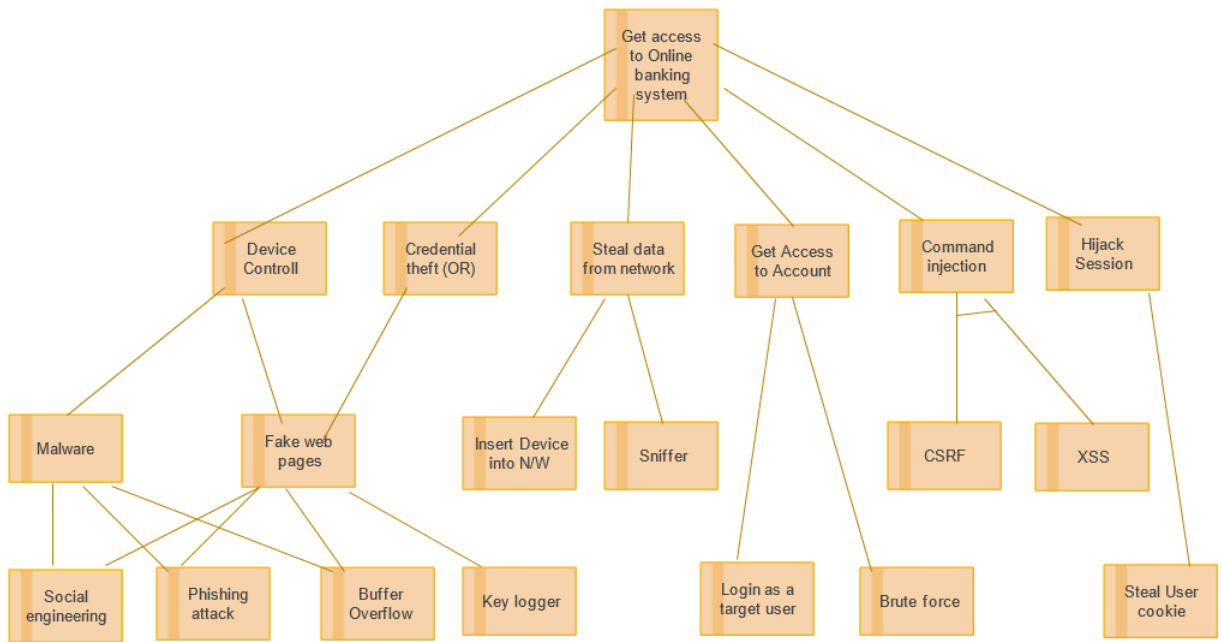 Get access
to Online
banking
system
Device
Controll
Credential
theft (OR)
Steal data
from network
Get Access
to Account
Command
injection
Hijack
Session
Malware
Fake web
pages
Insert Device
into N/W
Sniffer
CSRF
XSS
Social
engineering
Phishing
attack
Buffer
Overflow
Key logger
Login as a
target user
Brute force
Steal User
cookie